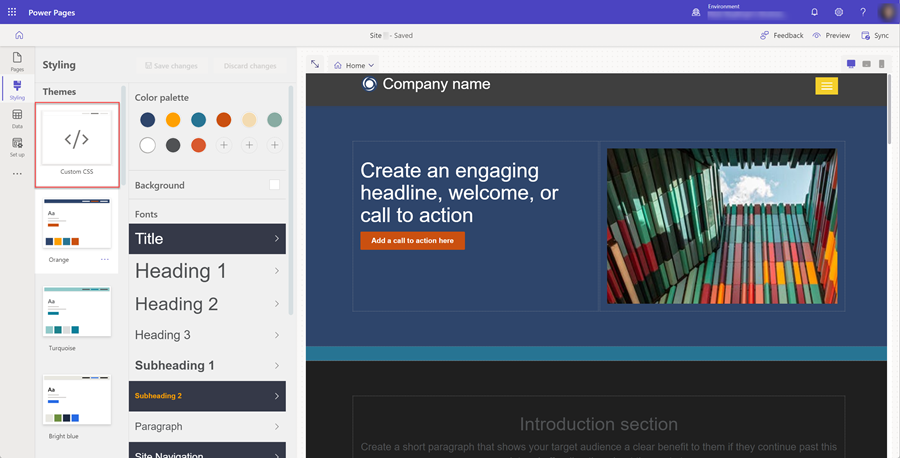 Power Pages
Environment
Site - Saved
Feedback
Preview
Sync
Pages
Styling
Data
Set up
Styling
Save changes
Discard changes
Themes
</>
Custom CSS
Aa
Orange
Aa
Turquoise
Aa
Bright blue
Color palette
Background
Fonts
Title
Heading 1
Heading 2
Heading 3
Subheading 1
Subheading 2
Paragraph
Site Navigation
Home
Company name
Create an engaging
headline, welcome, or
call to action
Add a call to action here
Introduction section
Create a short paragraph that shows your target audience a clear benefit to them if they continue past this